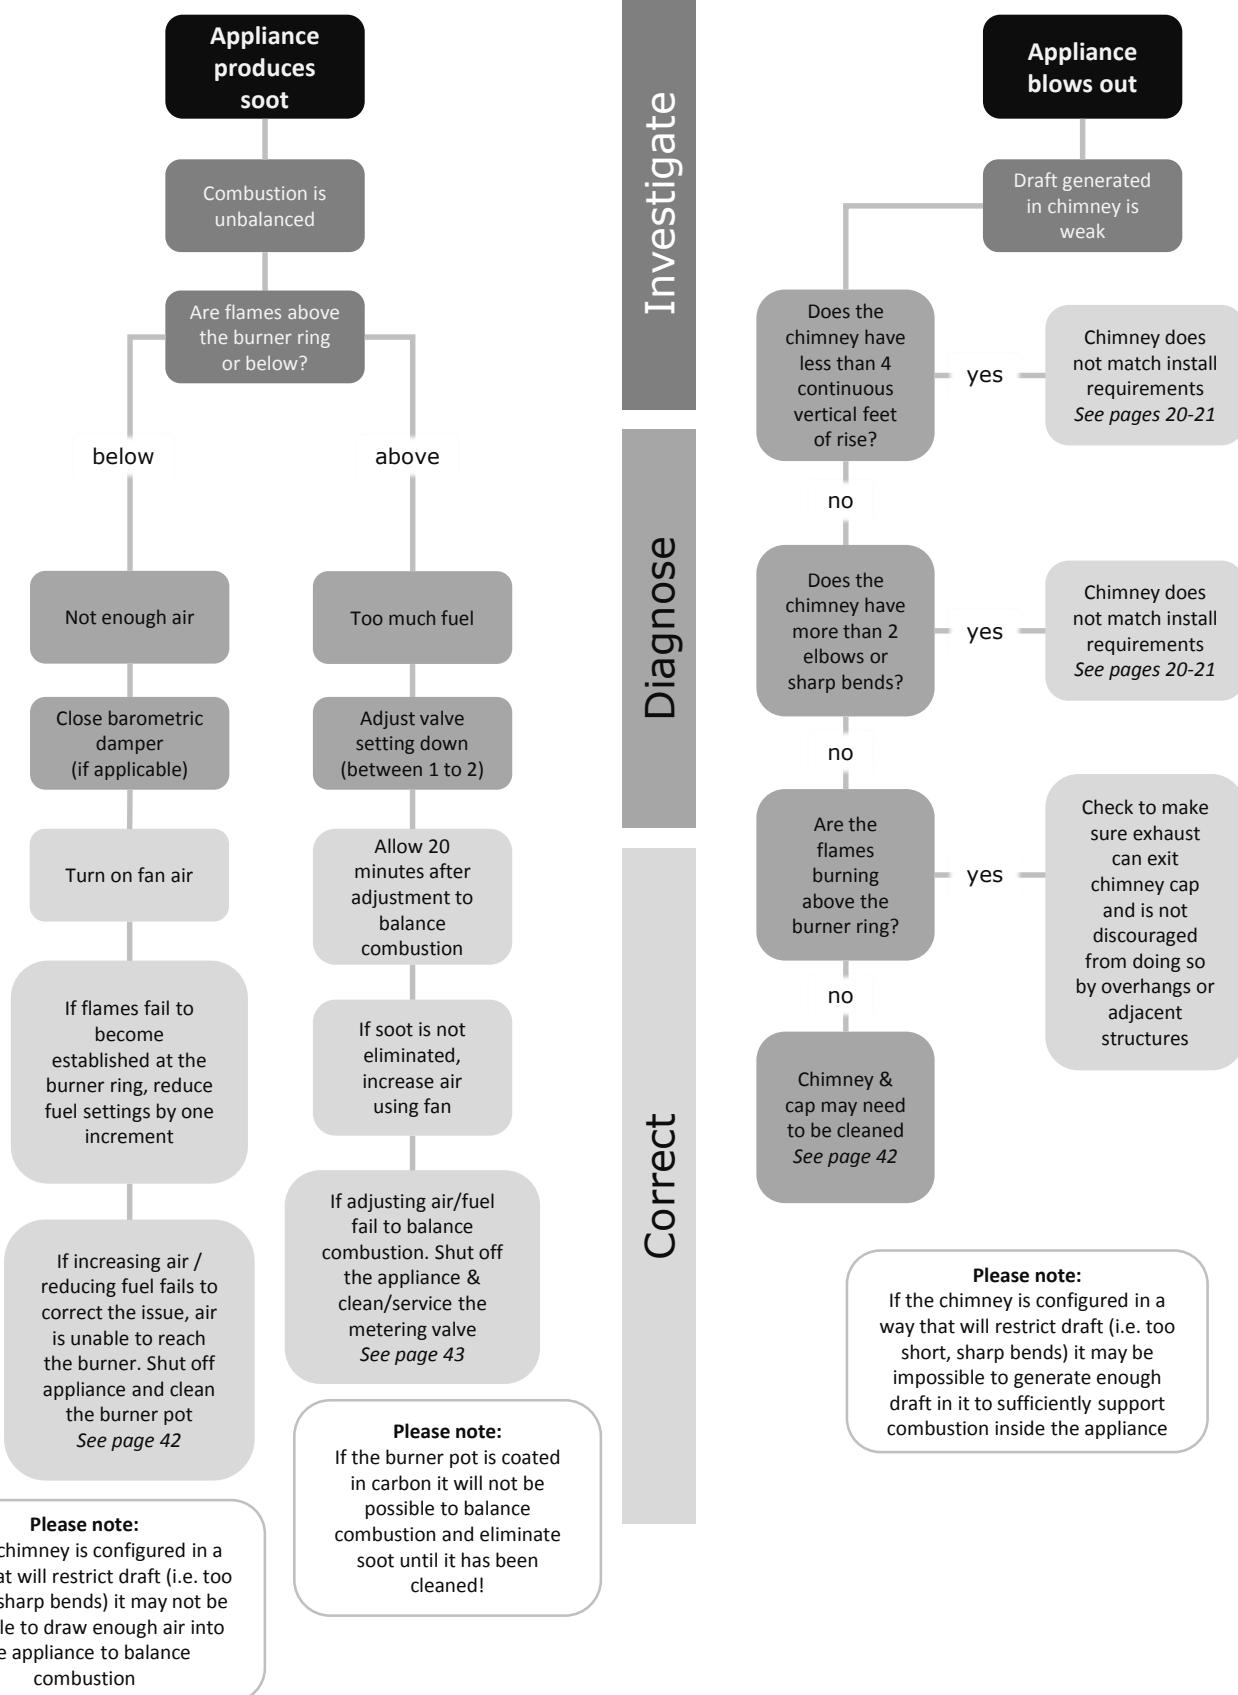 Appliance
produces
soot
Combustion is
unbalanced
Are flames above
the burner ring
or below?
below
above
Not enough air
Close barometric
damper
(if applicable)
Turn on fan air
If flames fail to
become
established at the
burner ring, reduce
fuel settings by one
increment
If increasing air /
reducing fuel fails to
correct the issue, air
is unable to reach
the burner. Shut off
appliance and clean
the burner pot
See page 42
Please note:
chimney is configured in a
at will restrict draft (i.e. too
sharp bends) it may not be
le to draw enough air into
e appliance to balance
combustion
Too much fuel
Adjust valve
setting down
(between 1 to 2)
Allow 20
minutes after
adjustment to
balance
combustion
If soot is not
eliminated,
increase air
using fan
If adjusting air/fuel
fail to balance
combustion. Shut off
the appliance &
clean/service the
metering valve
See page 43
Please note:
If the burner pot is coated
in carbon it will not be
possible to balance
combustion and eliminate
soot until it has been
cleaned!
Investigate
Diagnose
Correct
Appliance
blows out
Draft generated
in chimney is
weak
Does the
chimney have
less than 4
continuous
vertical feet
of rise?
yes
Chimney does
not match install
requirements
See pages 20-21
no
Does the
chimney have
more than 2
elbows or
sharp bends?
yes
Chimney does
not match install
requirements
See pages 20-21
no
Are the
flames
burning
above the
burner ring?
yes
Check to make
sure exhaust
can exit
chimney cap
and is not
discouraged
from doing so
by overhangs or
adjacent
structures
no
Chimney &
cap may need
to be cleaned
See page 42
Please note:
If the chimney is configured in a
way that will restrict draft (i.e. too
short, sharp bends) it may be
impossible to generate enough
draft in it to sufficiently support
combustion inside the appliance